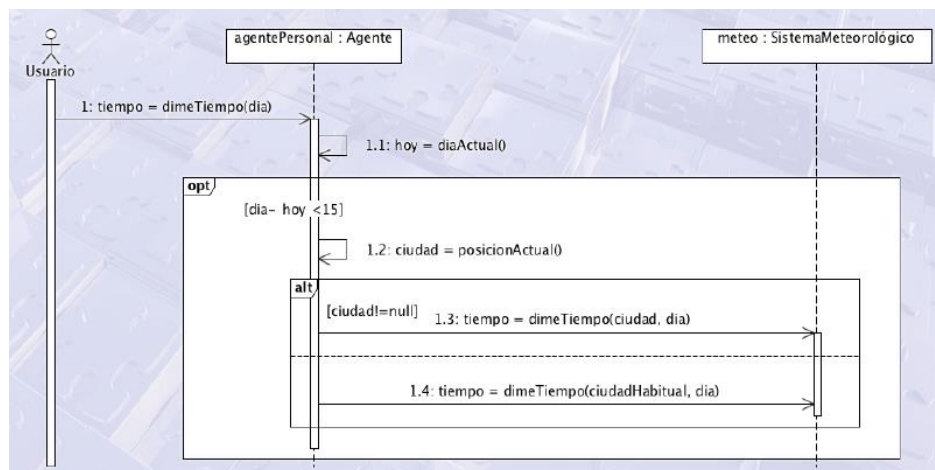 agentePersonal : Agente
meteo : SistemaMeteorológico
Usuario
1: tiempo = dimeTiempo(dia)
1.1: hoy = diaActual()
opt
[dia- hoy <15]
1.2: ciudad = posicionActual()
alt
[ciudad!=null]
1.3: tiempo = dimeTiempo(ciudad, dia)
1.4: tiempo = dimeTiempo(ciudadHabitual, dia)